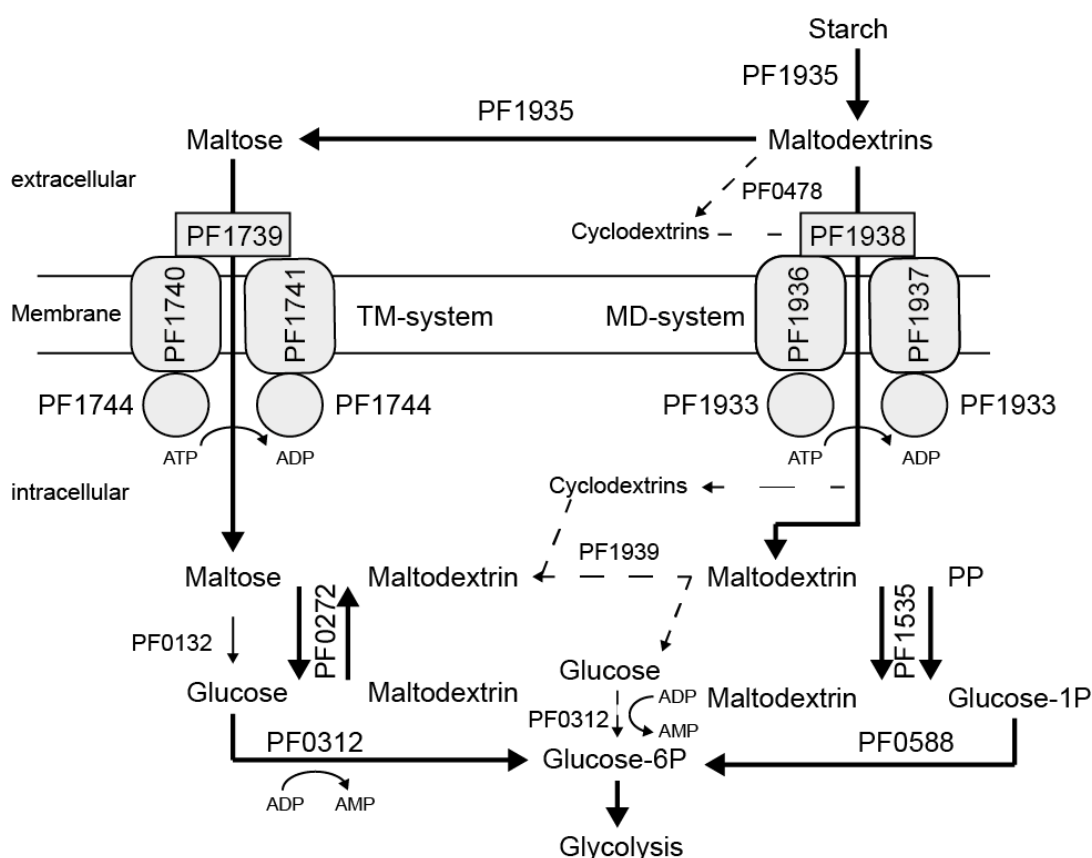 Starch
PF1935
PF1935
Maltose
Maltodextrins
extracellular
PF0478
Cyclodextrins
PF1739
PF1938
PF1740
PF1741
PF1936
PF1937
Membrane
TM-system
MD-system
PF1744
PF1744
PF1933
PF1933
ATP
ADP
ATP
ADP
intracellular
Cyclodextrins
PF1939
Maltose
Maltodextrin
Maltodextrin
PP
PF0272
PF1535
PF0132
Glucose
Glucose
Maltodextrin
ADP
Maltodextrin
Glucose-1P
PF0312
AMP
PF0312
PF0588
Glucose-6P
ADP
AMP
Glycolysis